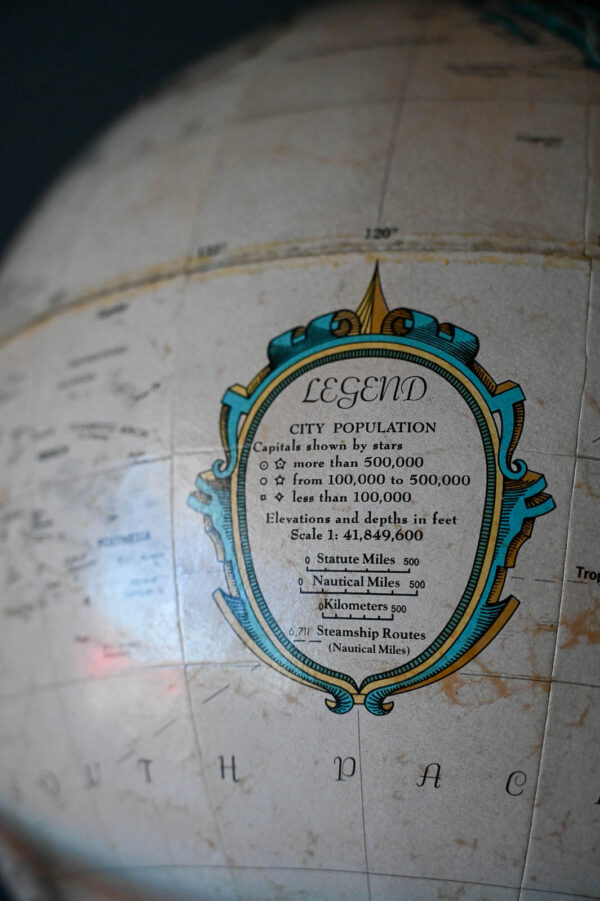 120°
LEGEND
CITY POPULATION
Capitals shown by stars
more than 500,000
from 100,000 to 500,000
less than 100,000
Elevations and depths in feet
Scale 1: 41,849,600
0 Statute Miles 500
0 Nautical Miles 500
0 Kilometers 500
6,711 Steamship Routes
(Nautical Miles)
POLYNESIA
Trop
OUTH PAC